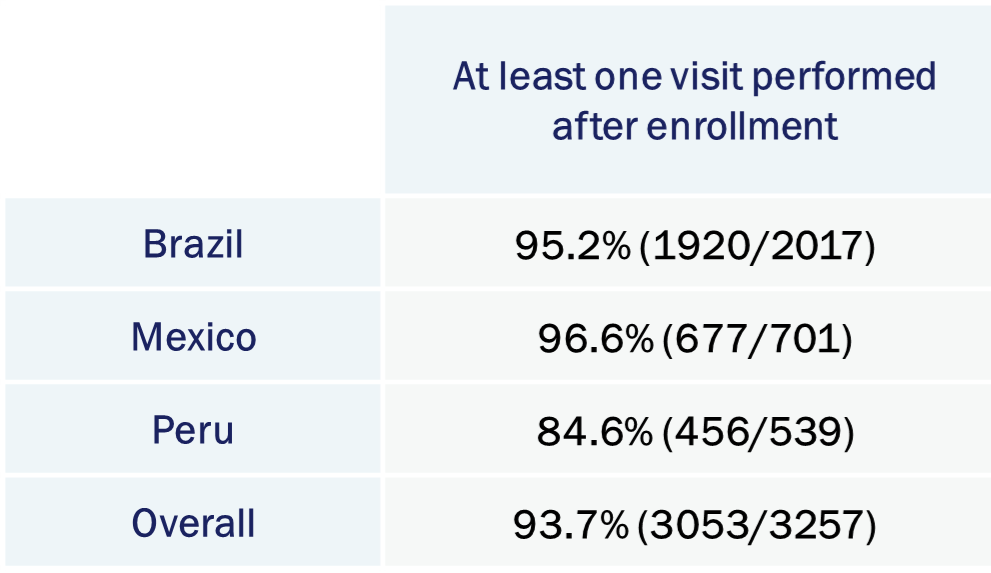 At least one visit performed
after enrollment
Brazil 95.2% (1920/2017)
Mexico 96.6% (677/701)
Peru 84.6% (456/539)
Overall 93.7% (3053/3257)